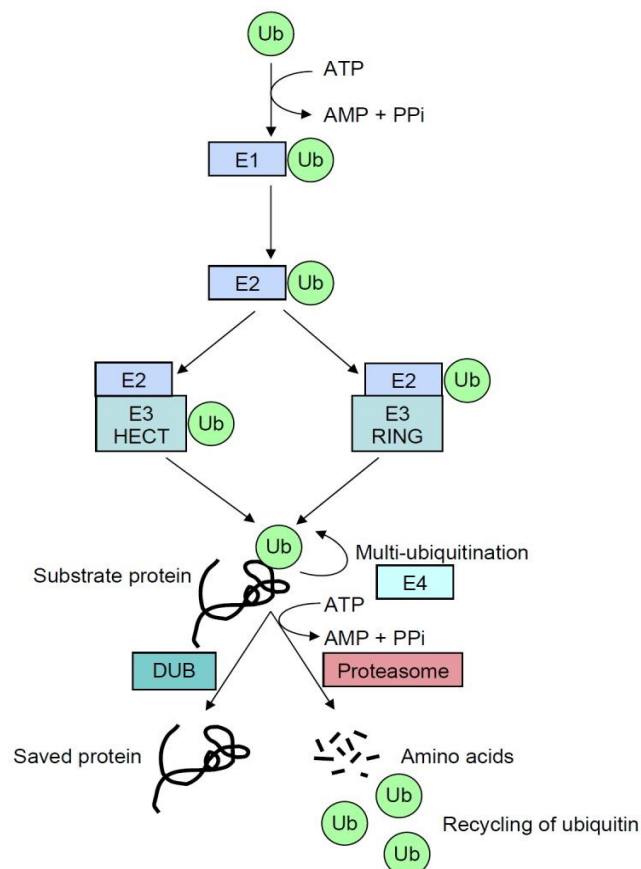 Ub
ATP
AMP + PPi
E1
Ub
E2
Ub
E2
E3
HECT
Ub
E2
Ub
E3
RING
Ub
Multi-ubiquitination
E4
Substrate protein
ATP
AMP + PPi
DUB
Proteasome
Saved protein
Amino acids
Ub
Ub
Recycling of ubiquitin
Ub